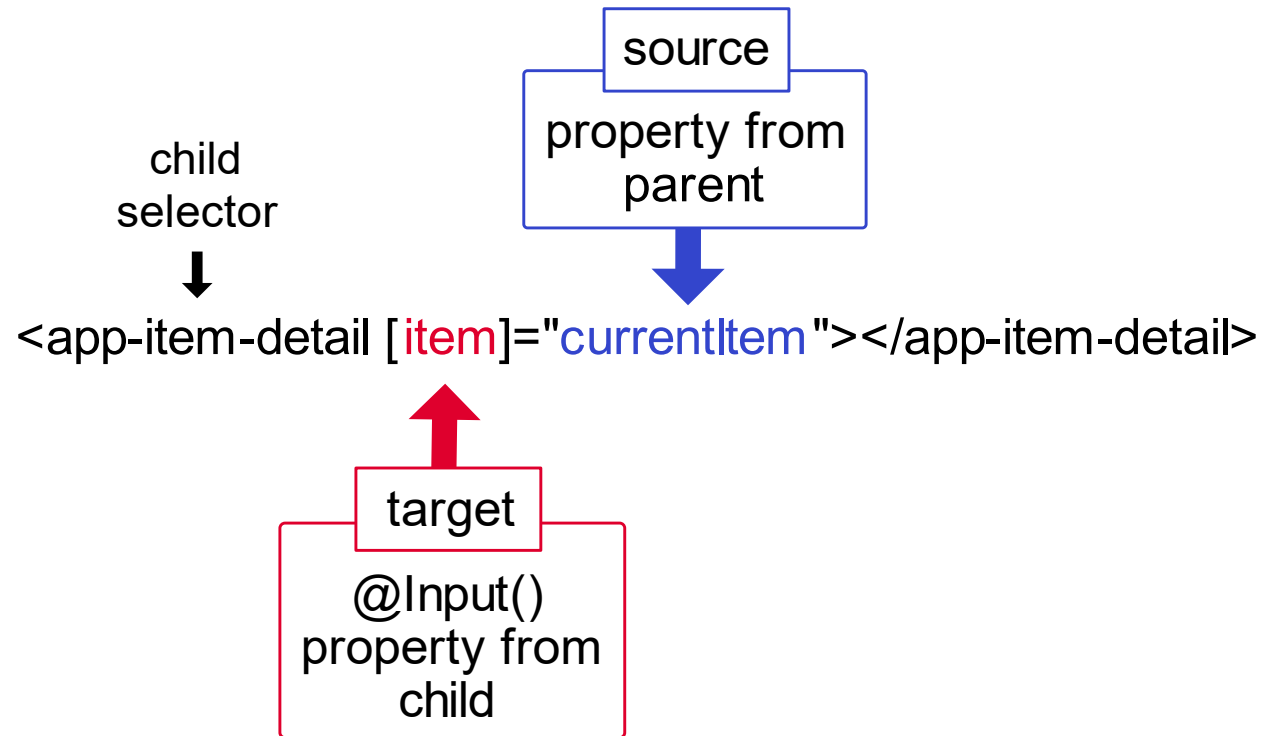 source
property from
parent
child
selector
<app-item-detail [item]="currentItem"></app-item-detail>
target
@Input()
property from
child